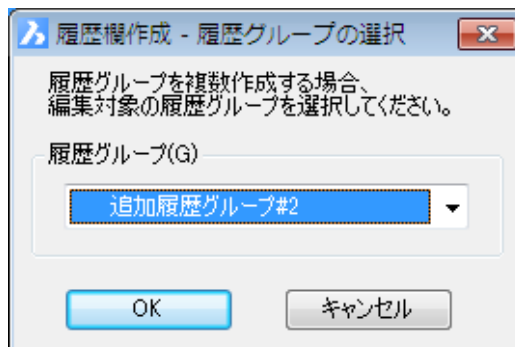 履歴欄作成 - 履歴グループの選択
履歴グループを複数作成する場合、
編集対象の履歴グループを選択してください。
履歴グループ(G)
追加履歴グループ#2
OK
キャンセル